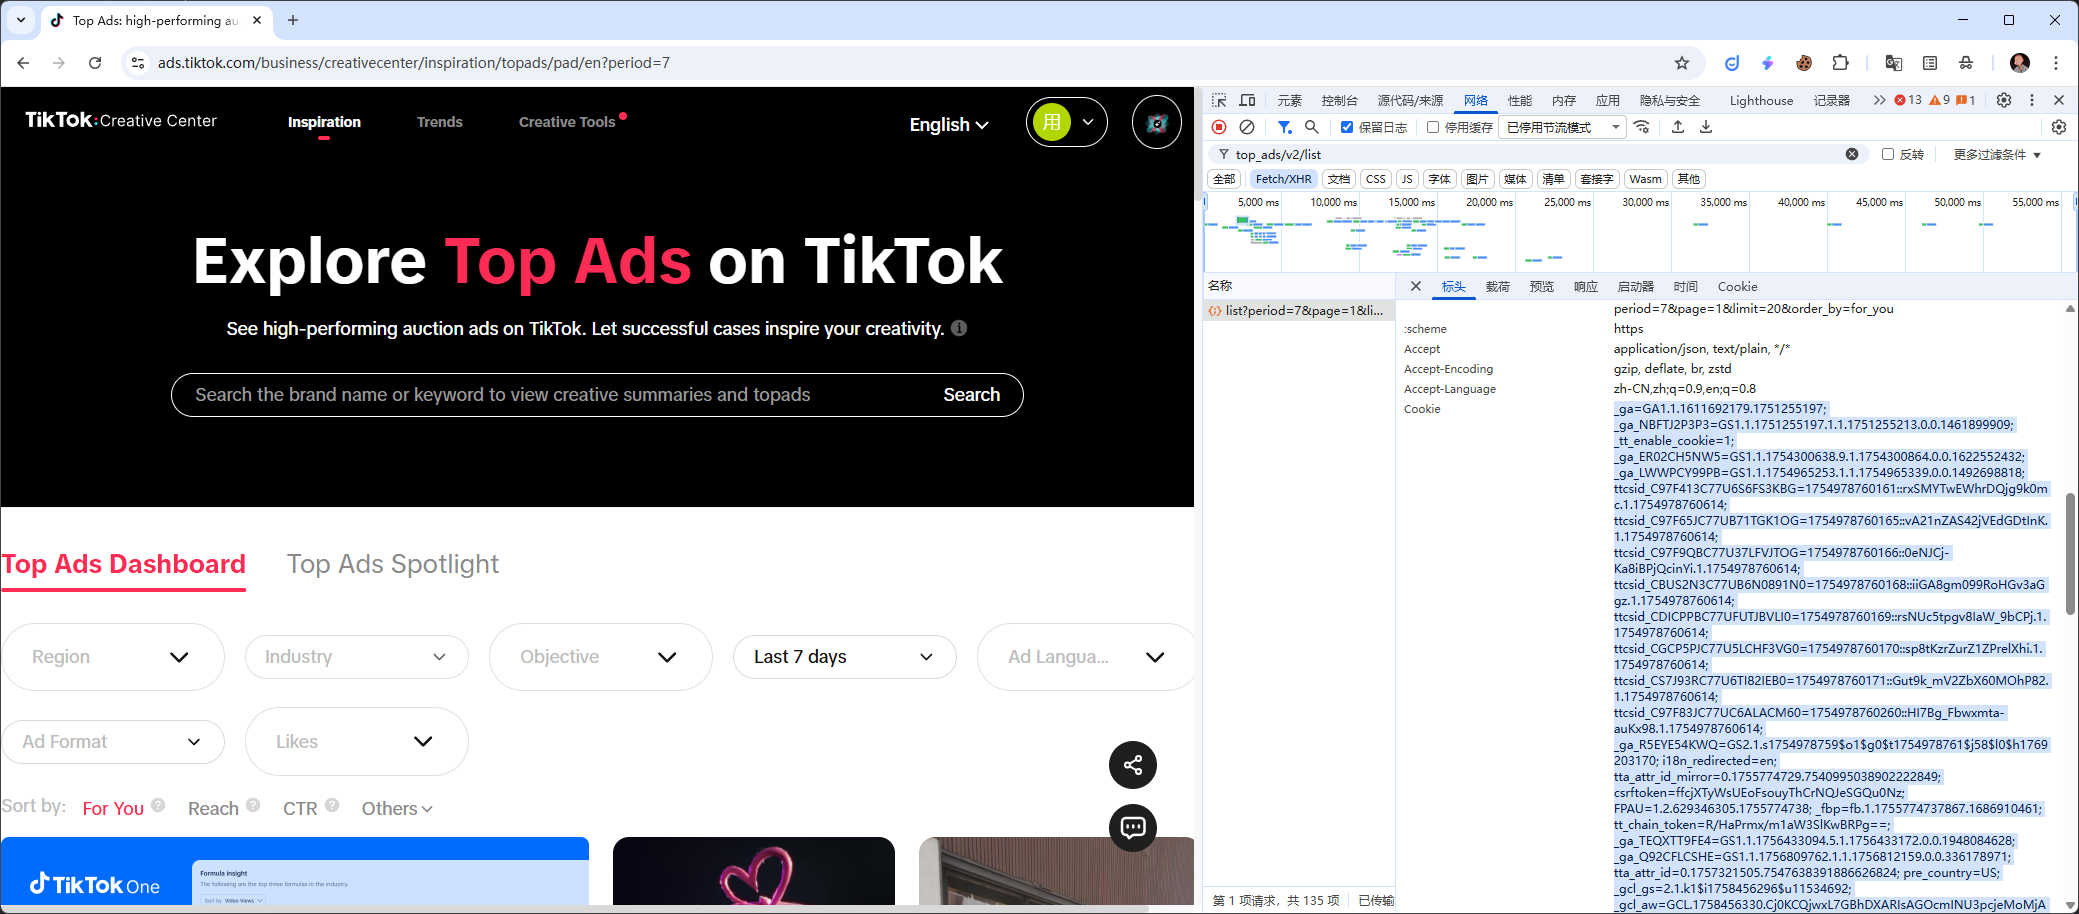 Top Ads: high-performing au
ads.tiktok.com/business/creativecenter/inspiration/topads/pad/en?period=7
TikTok:Creative Center
Inspiration
Trends
Creative Tools
English
用
Explore Top Ads on TikTok
See high-performing auction ads on TikTok. Let successful cases inspire your creativity.
Search the brand name or keyword to view creative summaries and topads
Search
Top Ads Dashboard
Top Ads Spotlight
Region
Industry
Objective
Last 7 days
Ad Langua...
Ad Format
Likes
Sort by:
For You
Reach
CTR
Others
TikTok One
Formula insight
The following are the top three formulas in the industry.
Sort by Video Views
元素
控制台
源代码/来源
网络
性能
内存
应用
隐私与安全
Lighthouse
记录器
13
9
1
保留日志
停用缓存
已停用节流模式
top_ads/v2/list
反转
更多过滤条件
全部
Fetch/XHR
文档
CSS
JS
字体
图片
媒体
清单
套接字
Wasm
其他
5,000 ms
10,000 ms
15,000 ms
20,000 ms
25,000 ms
30,000 ms
35,000 ms
40,000 ms
45,000 ms
50,000 ms
55,000 ms
名称
标头
载荷
预览
响应
启动器
时间
Cookie
list?period=7&page=1&li...
period=7&page=1&limit=20&order_by=for_you
:scheme
https
Accept
application/json, text/plain, */*
Accept-Encoding
gzip, deflate, br, zstd
Accept-Language
zh-CN,zh;q=0.9,en;q=0.8
Cookie
_ga=GA1.1.1611692179.1751255197;
_ga_NBFTJ2P3P3=GS1.1.1751255197.1.1.1751255213.0.0.1461899909;
_tt_enable_cookie=1;
_ga_ER02CH5NW5=GS1.1.1754300638.9.1.1754300864.0.0.1622552432;
_ga_LWWPCY99PB=GS1.1.1754965253.1.1.1754965339.0.0.1492698818;
ttcsid_C97F413C77U6S6FS3KBG=1754978760161::rxSMYTwEWhrDQjg9k0m
c.1.1754978760614;
ttcsid_C97F65JC77UB71TGK1OG=1754978760165::vA21nZAS42jVEdGDtInK.
1.1754978760614;
ttcsid_C97F9QBC77U37LFVJTOG=1754978760166::0eNJCj-
Ka8iBPjQcinYi.1.1754978760614;
ttcsid_CBUS2N3C77UB6N0891N0=1754978760168::iiGA8gm099RoHGv3aG
gz.1.1754978760614;
ttcsid_CDICPPBC77UFUTJBVLI0=1754978760169::rsNUc5tpgv8IaW_9bCPj.1.
1754978760614;
ttcsid_CGCP5PJC77U5LCHF3VG0=1754978760170::sp8tKzrZurZ1ZPrelXhi.1.
1754978760614;
ttcsid_CS7J93RC77U6TI82IEB0=1754978760171::Gut9k_mV2ZbX60MOhP82.
1.1754978760614;
ttcsid_C97F83JC77UC6ALACM60=1754978760260::HI7Bg_Fbwxmta-
auKx98.1.1754978760614;
_ga_R5EYE54KWQ=GS2.1.s1754978759$o1$g0$t1754978761$j58$l0$h1769
203170; i18n_redirected=en;
tta_attr_id_mirror=0.1755774729.7540995038902222849;
csrftoken=ffcjXTyWsUEoFsouyThCrNQJeSGQu0Nz;
FPAU=1.2.629346305.1755774738; _fbp=fb.1.1755774737867.1686910461;
tt_chain_token=R/HaPrmx/m1aW3SlKwBRPg==;
_ga_TEQXTT9FE4=GS1.1.1756433094.5.1.1756433172.0.0.1948084628;
_ga_Q92CFLCSHE=GS1.1.1756809762.1.1.1756812159.0.0.336178971;
tta_attr_id=0.1757321505.7547638391886626824; pre_country=US;
_gcl_gs=2.1.k1$i1758456296$u11534692;
_gcl_aw=GCL.1758456330.Cj0KCQjwxL7GBhDXARIsAGOcmINU3pcjeMoMjA
第 1 项请求，共 135 项
已传输